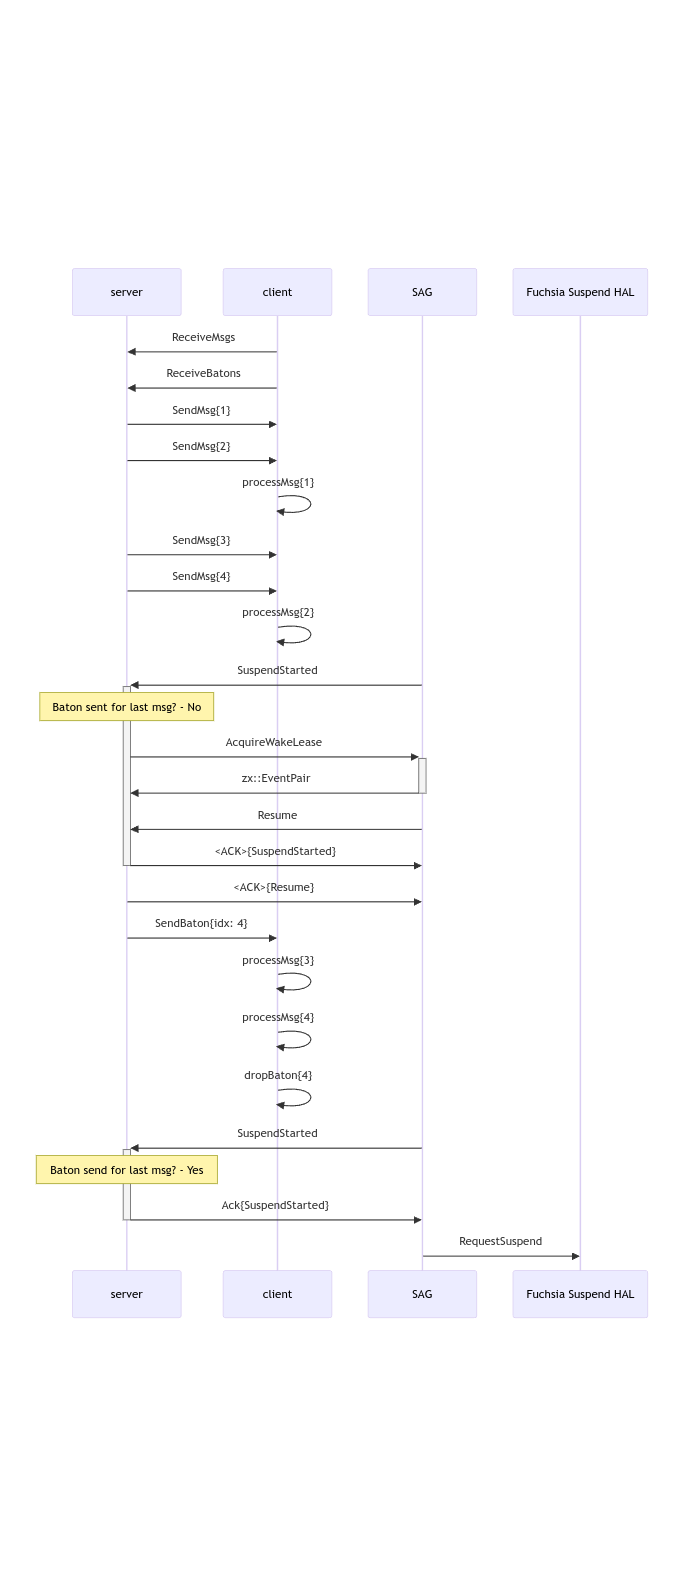 server
client
SAG
Fuchsia Suspend HAL
ReceiveMsgs
ReceiveBatons
SendMsg{1}
SendMsg{2}
processMsg{1}
SendMsg{3}
SendMsg{4}
processMsg{2}
SuspendStarted
Baton sent for last msg? - No
AcquireWakeLease
zx::EventPair
Resume
<ACK>{SuspendStarted}
<ACK>{Resume}
SendBaton{idx: 4}
processMsg{3}
processMsg{4}
dropBaton{4}
SuspendStarted
Baton send for last msg? - Yes
Ack{SuspendStarted}
RequestSuspend
server
client
SAG
Fuchsia Suspend HAL